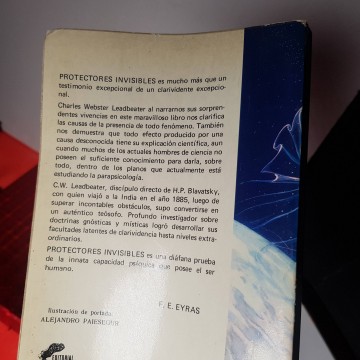 PROTECTORES INVISIBLES es mucho más que un
testimonio excepcional de un clarividente excepcio-
nal.
Charles Webster Leadbeater al narrarnos sus sorpren-
dentes vivencias en este maravilloso libro nos clarifica
las causas de la presencia de todo fenómeno. También
nos demuestra que todo efecto producido por una
causa desconocida tiene su explicación científica, aun
cuando muchos de los actuales hombres de ciencia no
poseen el suficiente conocimiento para darla, sobre
todo, dentro de los planos que actualmente está
estudiando la parapsicología.
C.W. Leadbeater, discípulo directo de H.P. Blavatsky,
con quien viajó a la India en el año 1885, luego de
superar incontables obstáculos, supo convertirse en
un auténtico teósofo. Profundo investigador sobre
doctrinas gnósticas y místicas logró desarrollar sus
facultades latentes de clarividencia hasta niveles extra-
ordinarios.
PROTECTORES INVISIBLES es una diáfana prueba
de la innata capacidad psíquica que posee el ser
humano.
F. E. EYRAS
Ilustración de portada:
ALEJANDRO
EDITORIAL